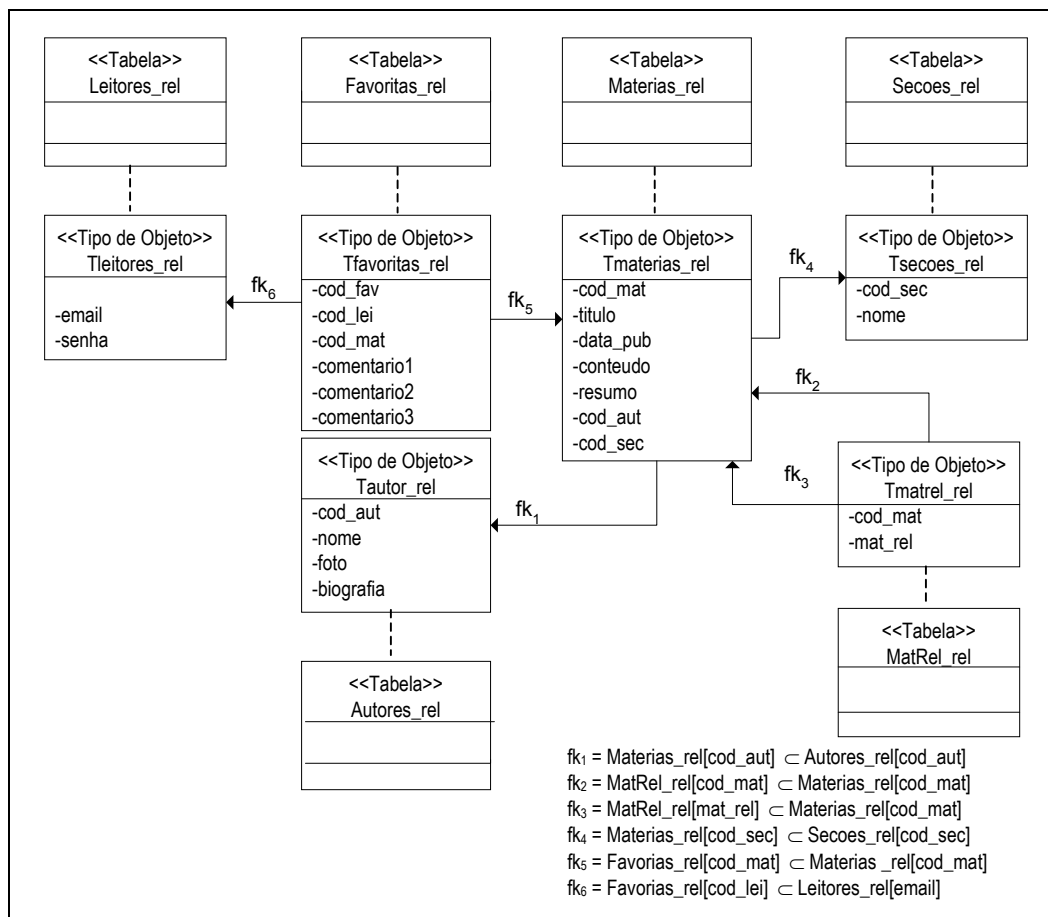 <<Tabela>>
Leitores_rel
<<Tabela>>
Favoritas_rel
<<Tabela>>
Materias_rel
<<Tabela>>
Secoes_rel
<<Tipo de Objeto>>
Tleitores_rel
-email
-senha
fk6
<<Tipo de Objeto>>
Tfavoritas_rel
-cod_fav
-cod_lei
-cod_mat
-comentario1
-comentario2
-comentario3
fk5
<<Tipo de Objeto>>
Tmaterias_rel
-cod_mat
-titulo
-data_pub
-conteudo
-resumo
-cod_aut
-cod_sec
fk4
<<Tipo de Objeto>>
Tsecoes_rel
-cod_sec
-nome
fk2
<<Tipo de Objeto>>
Tautor_rel
-cod_aut
-nome
-foto
-biografia
fk1
fk3
<<Tipo de Objeto>>
Tmatrel_rel
-cod_mat
-mat_rel
<<Tabela>>
MatRel_rel
<<Tabela>>
Autores_rel
fk1 = Materias_rel[cod_aut] ⊂ Autores_rel[cod_aut]
fk2 = MatRel_rel[cod_mat] ⊂ Materias_rel[cod_mat]
fk3 = MatRel_rel[mat_rel] ⊂ Materias_rel[cod_mat]
fk4 = Materias_rel[cod_sec] ⊂ Secoes_rel[cod_sec]
fk5 = Favorias_rel[cod_mat] ⊂ Materias _rel[cod_mat]
fk6 = Favorias_rel[cod_lei] ⊂ Leitores_rel[email]